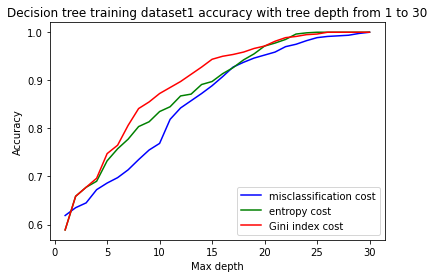 Decision tree training dataset1 accuracy with tree depth from 1 to 30
1.0
0.9
0.8
0.7
0.6
Accuracy
misclassification cost
entropy cost
Gini index cost
0 5 10 15 20 25 30
Max depth